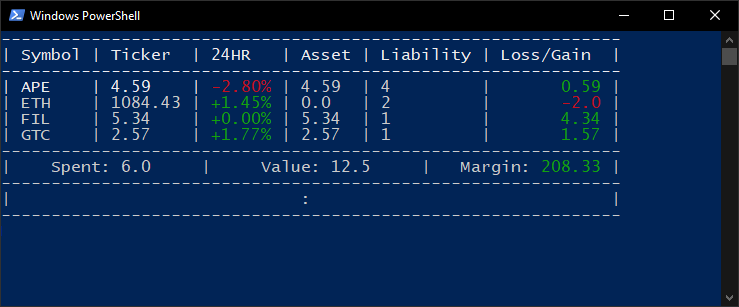 Windows PowerShell
| Symbol | Ticker | 24HR | Asset | Liability | Loss/Gain |
| APE | 4.59 | -2.80% | 4.59 | 4 | 0.59 |
| ETH | 1084.43 | +1.45% | 0.0 | 2 | -2.0 |
| FIL | 5.34 | +0.00% | 5.34 | 1 | 4.34 |
| GTC | 2.57 | +1.77% | 2.57 | 1 | 1.57 |
| Spent: 6.0 | Value: 12.5 | Margin: 208.33 |
| : |